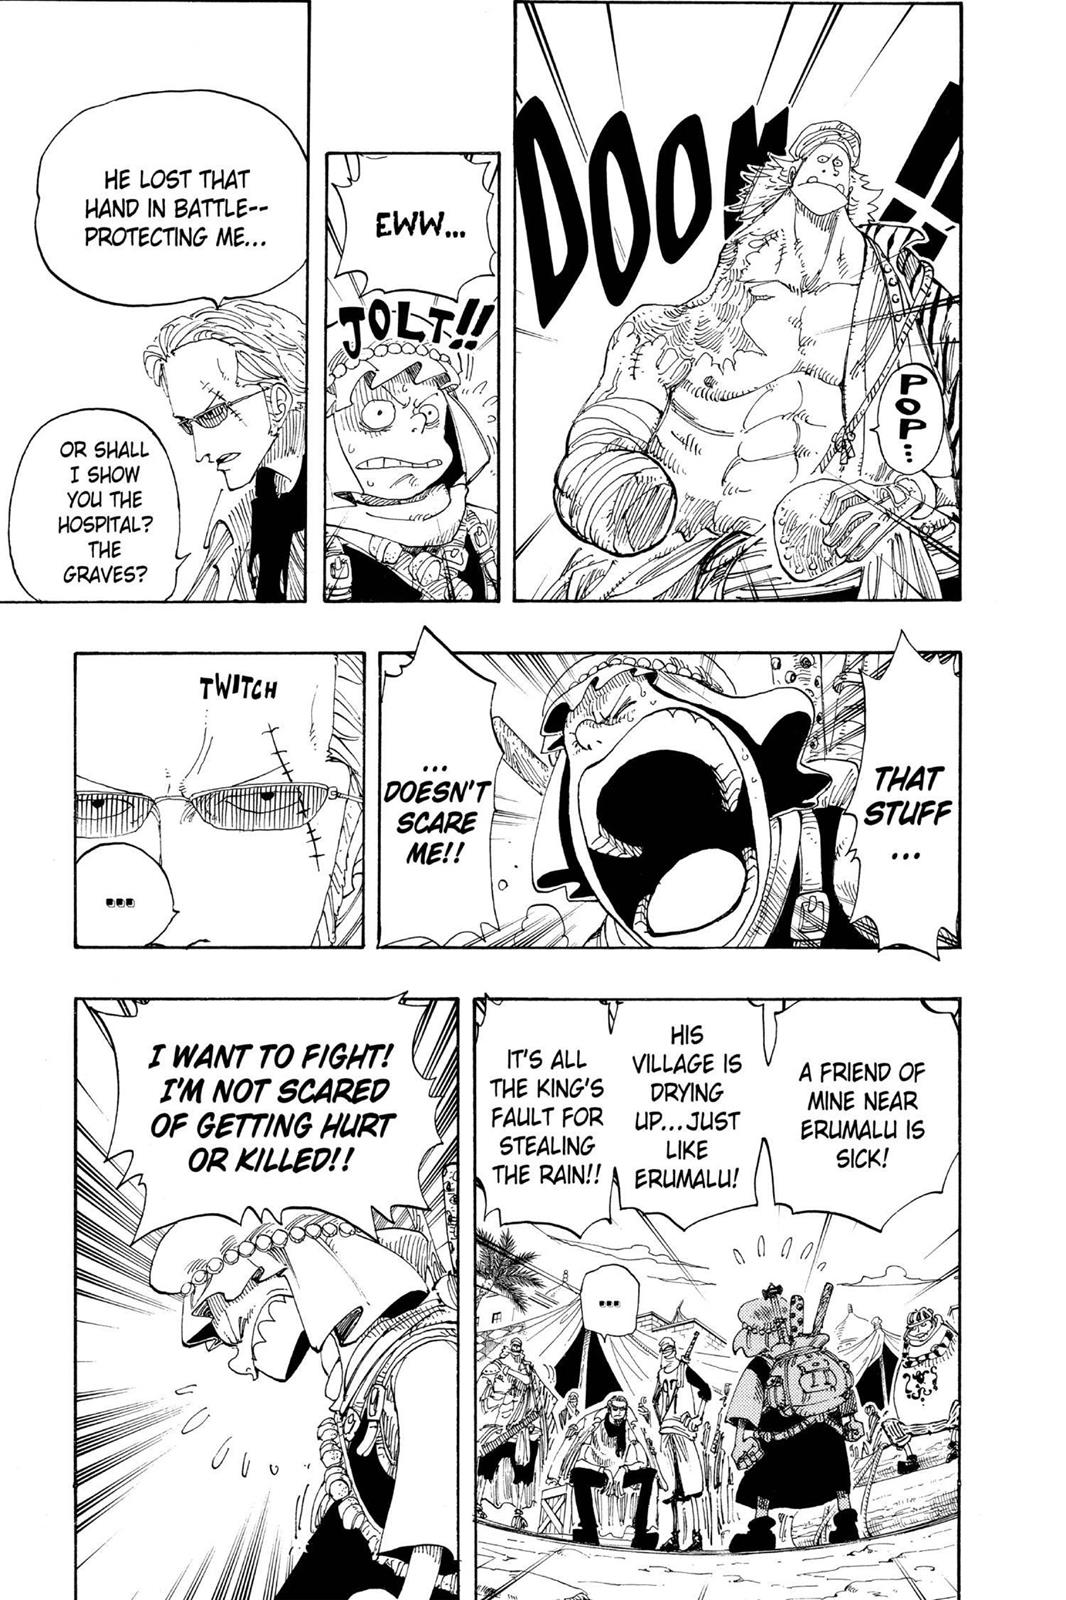 DOOM!!
POP...
EWW...
JOLT!!
HE LOST THAT
HAND IN BATTLE--
PROTECTING ME...
OR SHALL
I SHOW
YOU THE
HOSPITAL?
THE
GRAVES?
THAT
STUFF
...
...
DOESN'T
SCARE
ME!!
TWITCH
...
A FRIEND OF
MINE NEAR
ERUMALU IS
SICK!
HIS
VILLAGE IS
DRYING
UP...JUST
LIKE
ERUMALU!
IT'S ALL
THE KING'S
FAULT FOR
STEALING
THE RAIN!!
...
I WANT TO FIGHT!
I'M NOT SCARED
OF GETTING HURT
OR KILLED!!